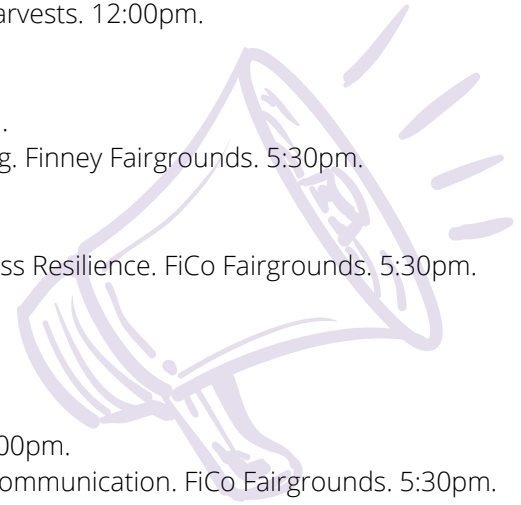 arvests. 12:00pm.
.
g. Finney Fairgrounds. 5:30pm.
ss Resilience. FiCo Fairgrounds. 5:30pm.
00pm.
ommunication. FiCo Fairgrounds. 5:30pm.